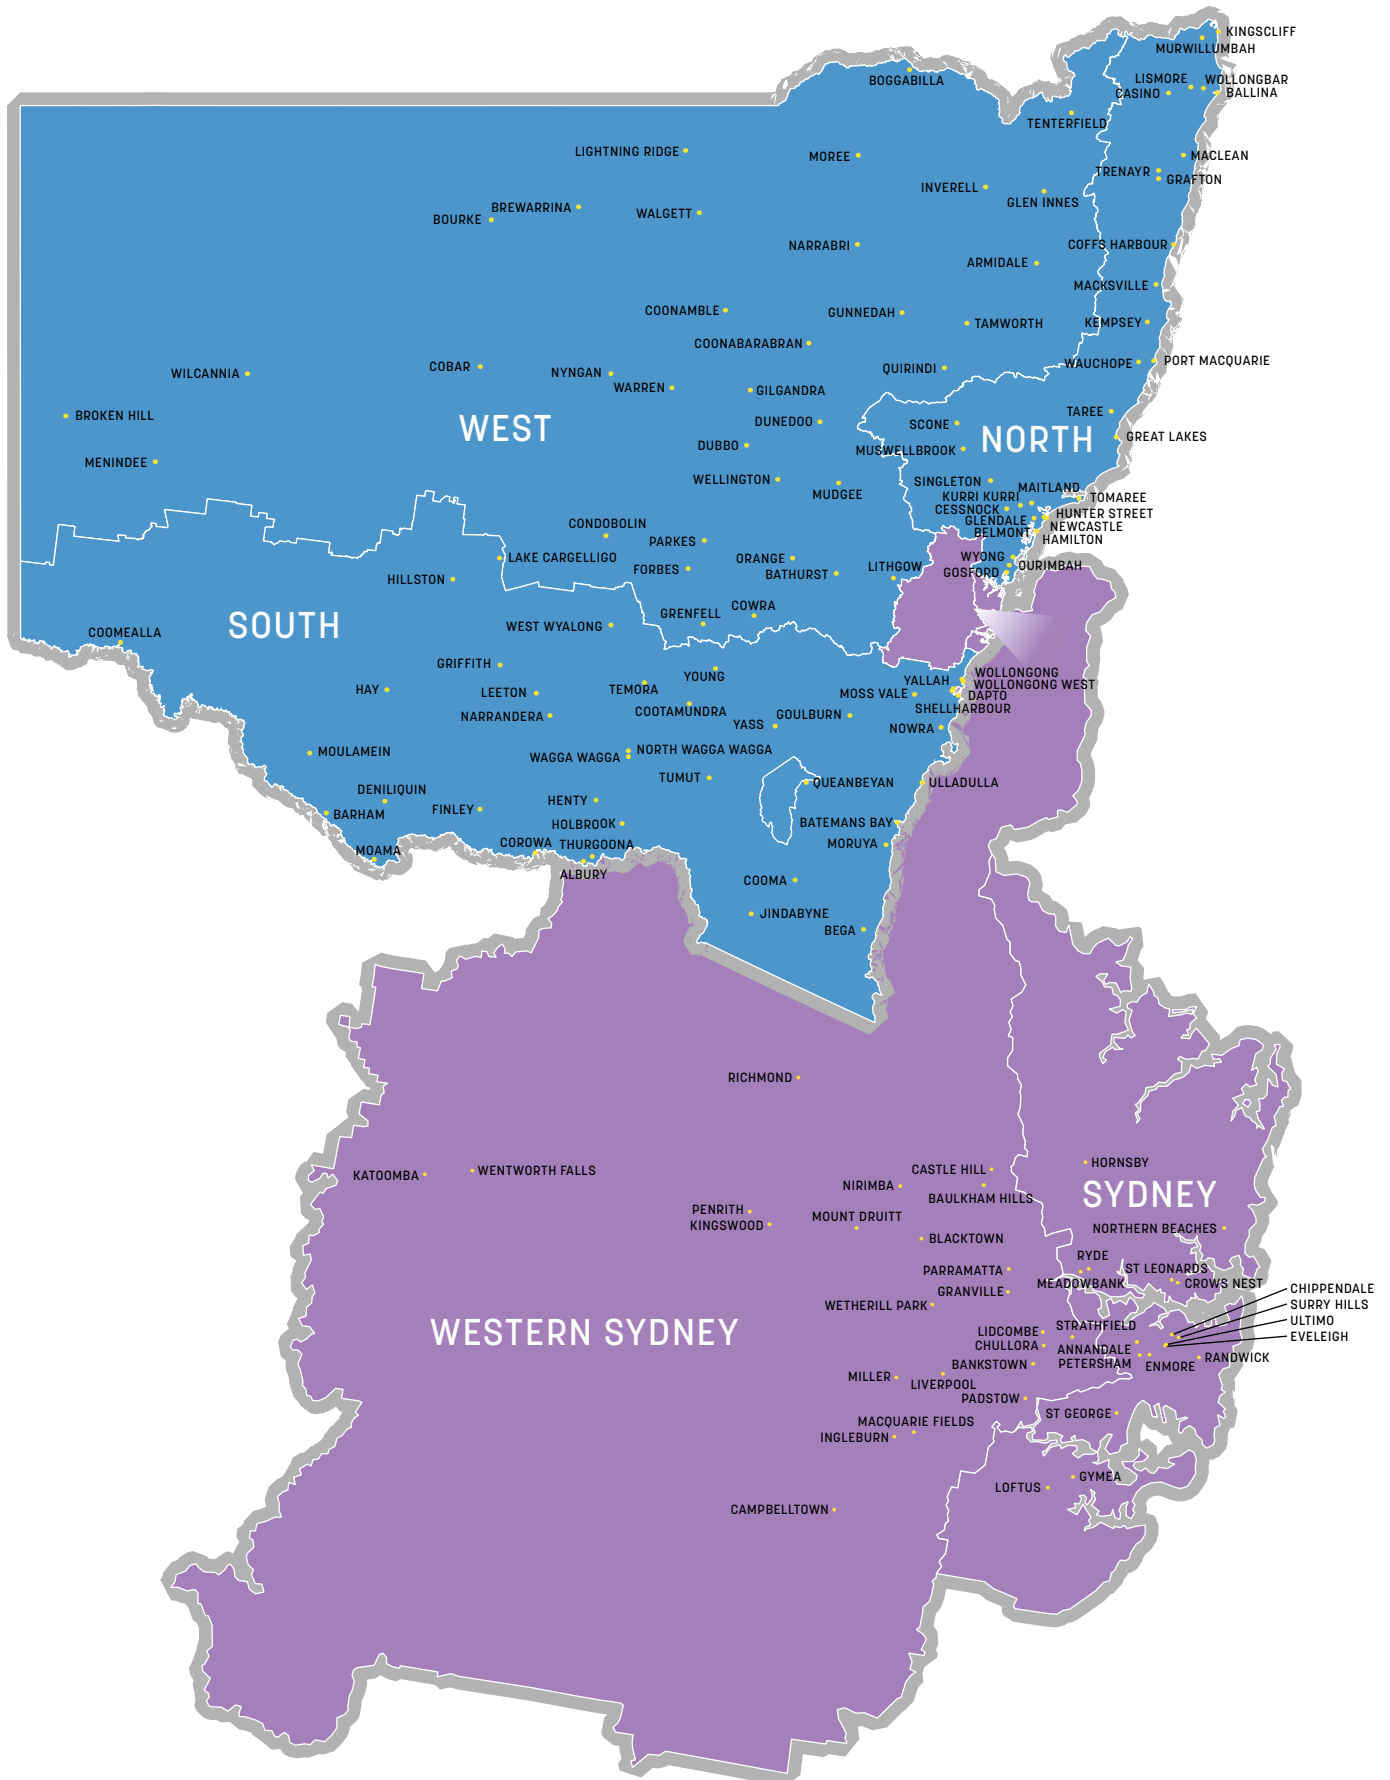 KINGSCLIFF
MURWILLUMBAH
BOGGABILLA
LISMORE
WOLLONGBAR
CASINO
BALLINA
TENTERFIELD
LIGHTNING RIDGE
MOREE
MACLEAN
TRENAYR
GRAFTON
INVERELL
GLEN INNES
BREWARRINA
BOURKE
WALGETT
NARRABRI
COFFS HARBOUR
ARMIDALE
MACKSVILLE
COONAMBLE
GUNNEDAH
TAMWORTH
KEMPSEY
COONABARABRAN
WILCANNIA
COBAR
NYNGAN
QUIRINDI
WAUCHOPE
PORT MACQUARIE
WARREN
GILGANDRA
BROKEN HILL
WEST
DUNEDOO
SCONE
TAREE
NORTH
GREAT LAKES
DUBBO
MUSWELLBROOK
MENINDEE
WELLINGTON
MUDGEE
SINGLETON
MAITLAND
KURRI KURRI
TOMAREE
CESSNOCK
HUNTER STREET
GLENDALE
NEWCASTLE
BELMONT
HAMILTON
CONDOBOLIN
PARKES
LAKE CARGELLIGO
ORANGE
WYONG
FORBES
BATHURST
LITHGOW
OURIMBAH
GOSFORD
HILLSTON
COWRA
GRENFELL
SOUTH
WEST WYALONG
COOMEALLA
GRIFFITH
YOUNG
WOLLONGONG
YALLAH
WOLLONGONG WEST
HAY
LEETON
TEMORA
MOSS VALE
DAPTO
NARRANDERA
COOTAMUNDRA
GOULBURN
SHELLHARBOUR
YASS
NOWRA
MOULAMEIN
NORTH WAGGA WAGGA
WAGGA WAGGA
TUMUT
QUEANBEYAN
ULLADULLA
DENILIQUIN
HENTY
FINLEY
BARHAM
HOLBROOK
BATEMANS BAY
COROWA
THURGOONA
MORUYA
MOAMA
ALBURY
COOMA
JINDABYNE
BEGA
RICHMOND
HORNSBY
KATOOMBA
WENTWORTH FALLS
CASTLE HILL
NIRIMBA
BAULKHAM HILLS
SYDNEY
PENRITH
KINGSWOOD
MOUNT DRUITT
NORTHERN BEACHES
BLACKTOWN
RYDE
PARRAMATTA
ST LEONARDS
MEADOWBANK
CROWS NEST
GRANVILLE
CHIPPENDALE
WETHERILL PARK
SURRY HILLS
ULTIMO
WESTERN SYDNEY
LIDCOMBE
STRATHFIELD
EVELEIGH
CHULLORA
ANNANDALE
BANKSTOWN
PETERSHAM
ENMORE
RANDWICK
MILLER
LIVERPOOL
PADSTOW
ST GEORGE
MACQUARIE FIELDS
INGLEBURN
GYMEA
LOFTUS
CAMPBELLTOWN